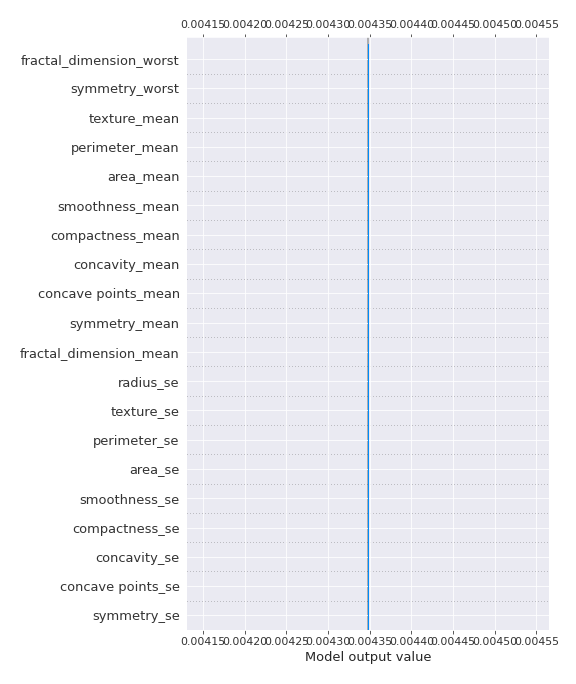 0.00415 0.00420 0.00425 0.00430 0.00435 0.00440 0.00445 0.00450 0.00455
fractal_dimension_worst
symmetry_worst
texture_mean
perimeter_mean
area_mean
smoothness_mean
compactness_mean
concavity_mean
concave points_mean
symmetry_mean
fractal_dimension_mean
radius_se
texture_se
perimeter_se
area_se
smoothness_se
compactness_se
concavity_se
concave points_se
symmetry_se
0.00415 0.00420 0.00425 0.00430 0.00435 0.00440 0.00445 0.00450 0.00455
Model output value